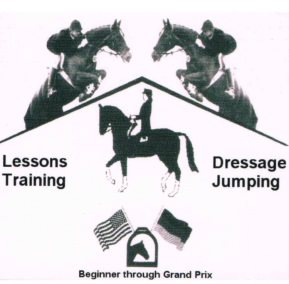 Lessons
Training
Dressage
Jumping
Beginner through Grand Prix